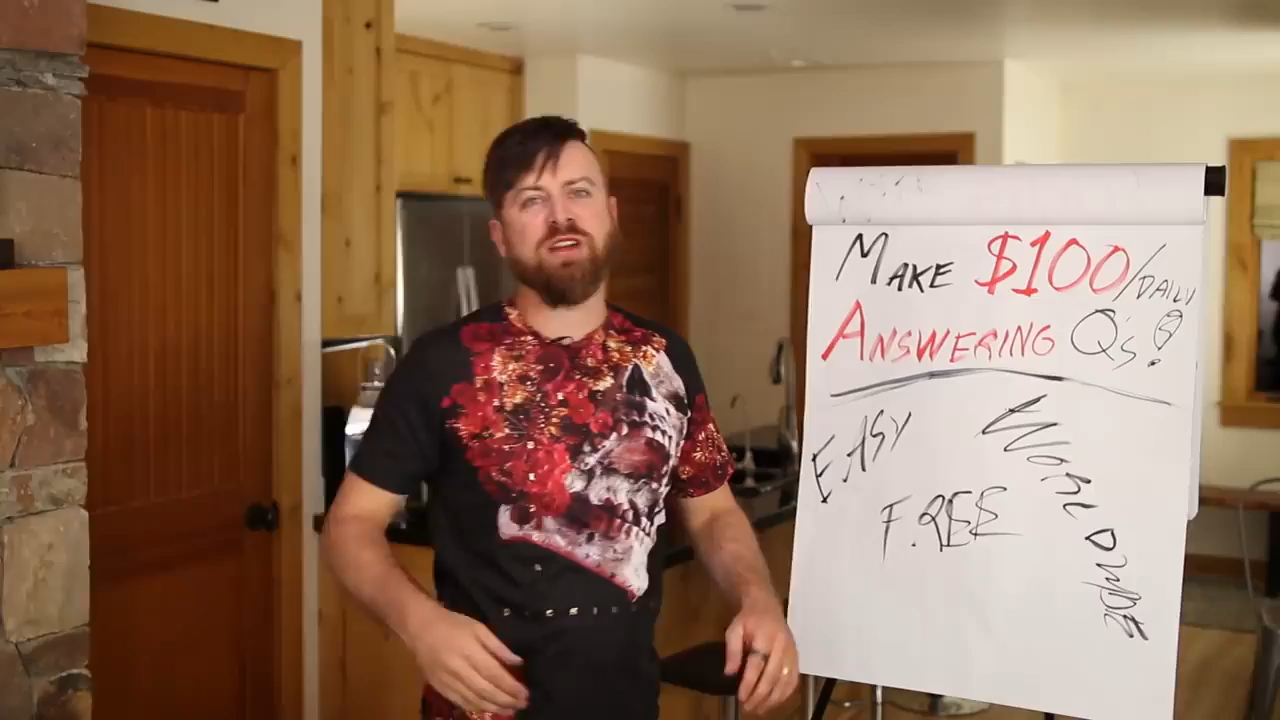 MAKE $100/DAILY
ANSWERING Q's!
EASY
FREE
WORLDWIDE